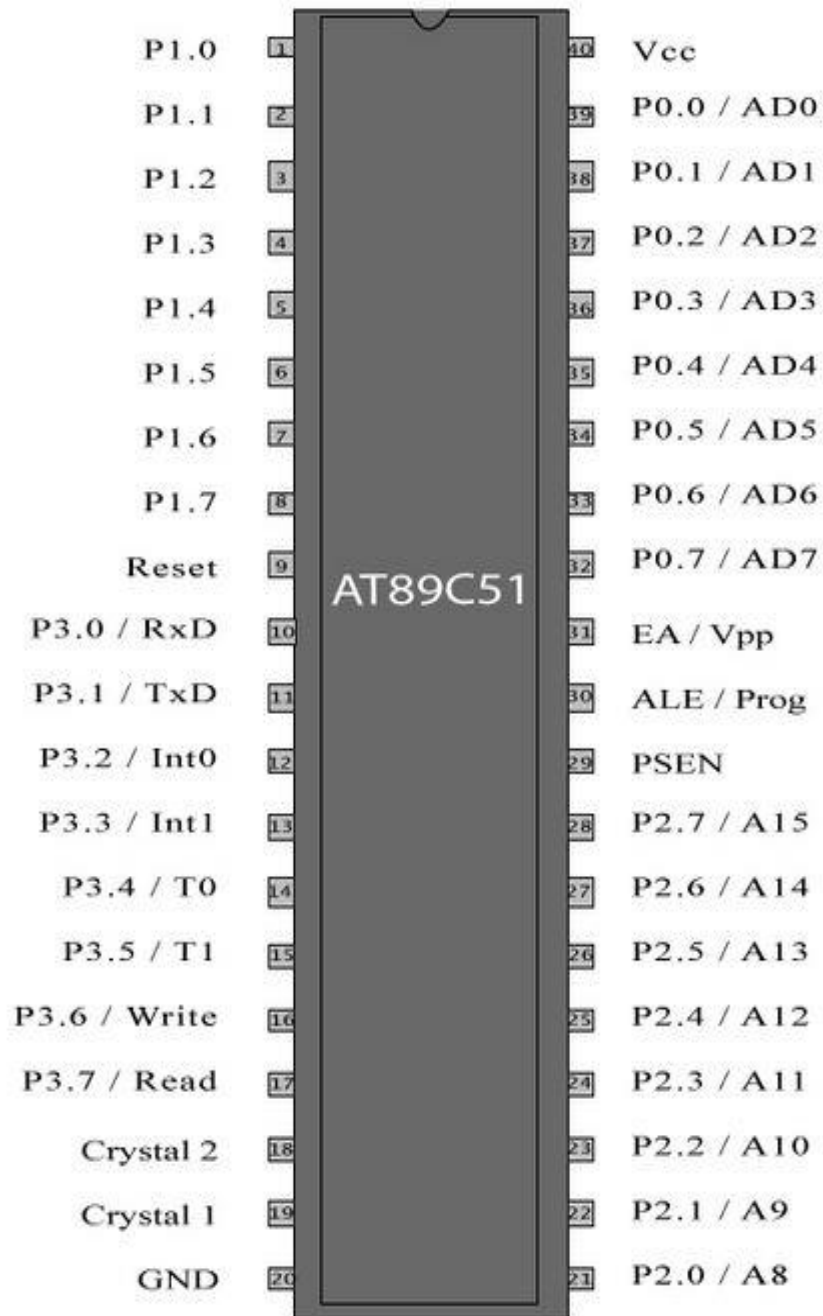 P1.0 1 40 Vcc
P1.1 2 39 P0.0 / AD0
P1.2 3 38 P0.1 / AD1
P1.3 4 37 P0.2 / AD2
P1.4 5 36 P0.3 / AD3
P1.5 6 35 P0.4 / AD4
P1.6 7 34 P0.5 / AD5
P1.7 8 33 P0.6 / AD6
Reset 9 32 P0.7 / AD7
AT89C51
P3.0 / RxD 10 31 EA / Vpp
P3.1 / TxD 11 30 ALE / Prog
P3.2 / Int0 12 29 PSEN
P3.3 / Int1 13 28 P2.7 / A15
P3.4 / T0 14 27 P2.6 / A14
P3.5 / T1 15 26 P2.5 / A13
P3.6 / Write 16 25 P2.4 / A12
P3.7 / Read 17 24 P2.3 / A11
Crystal 2 18 23 P2.2 / A10
Crystal 1 19 22 P2.1 / A9
GND 20 21 P2.0 / A8